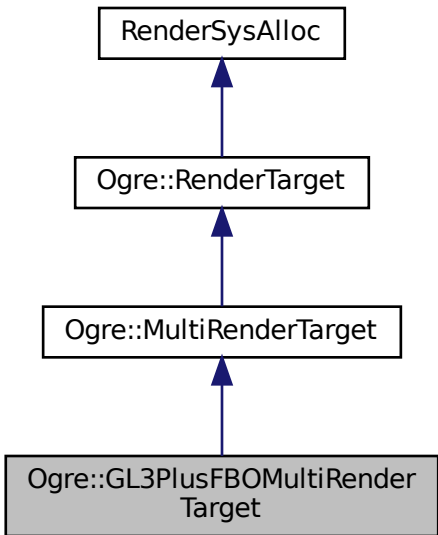 RenderSysAlloc
Ogre::RenderTarget
Ogre::MultiRenderTarget
Ogre::GL3PlusFBOMultiRender
Target